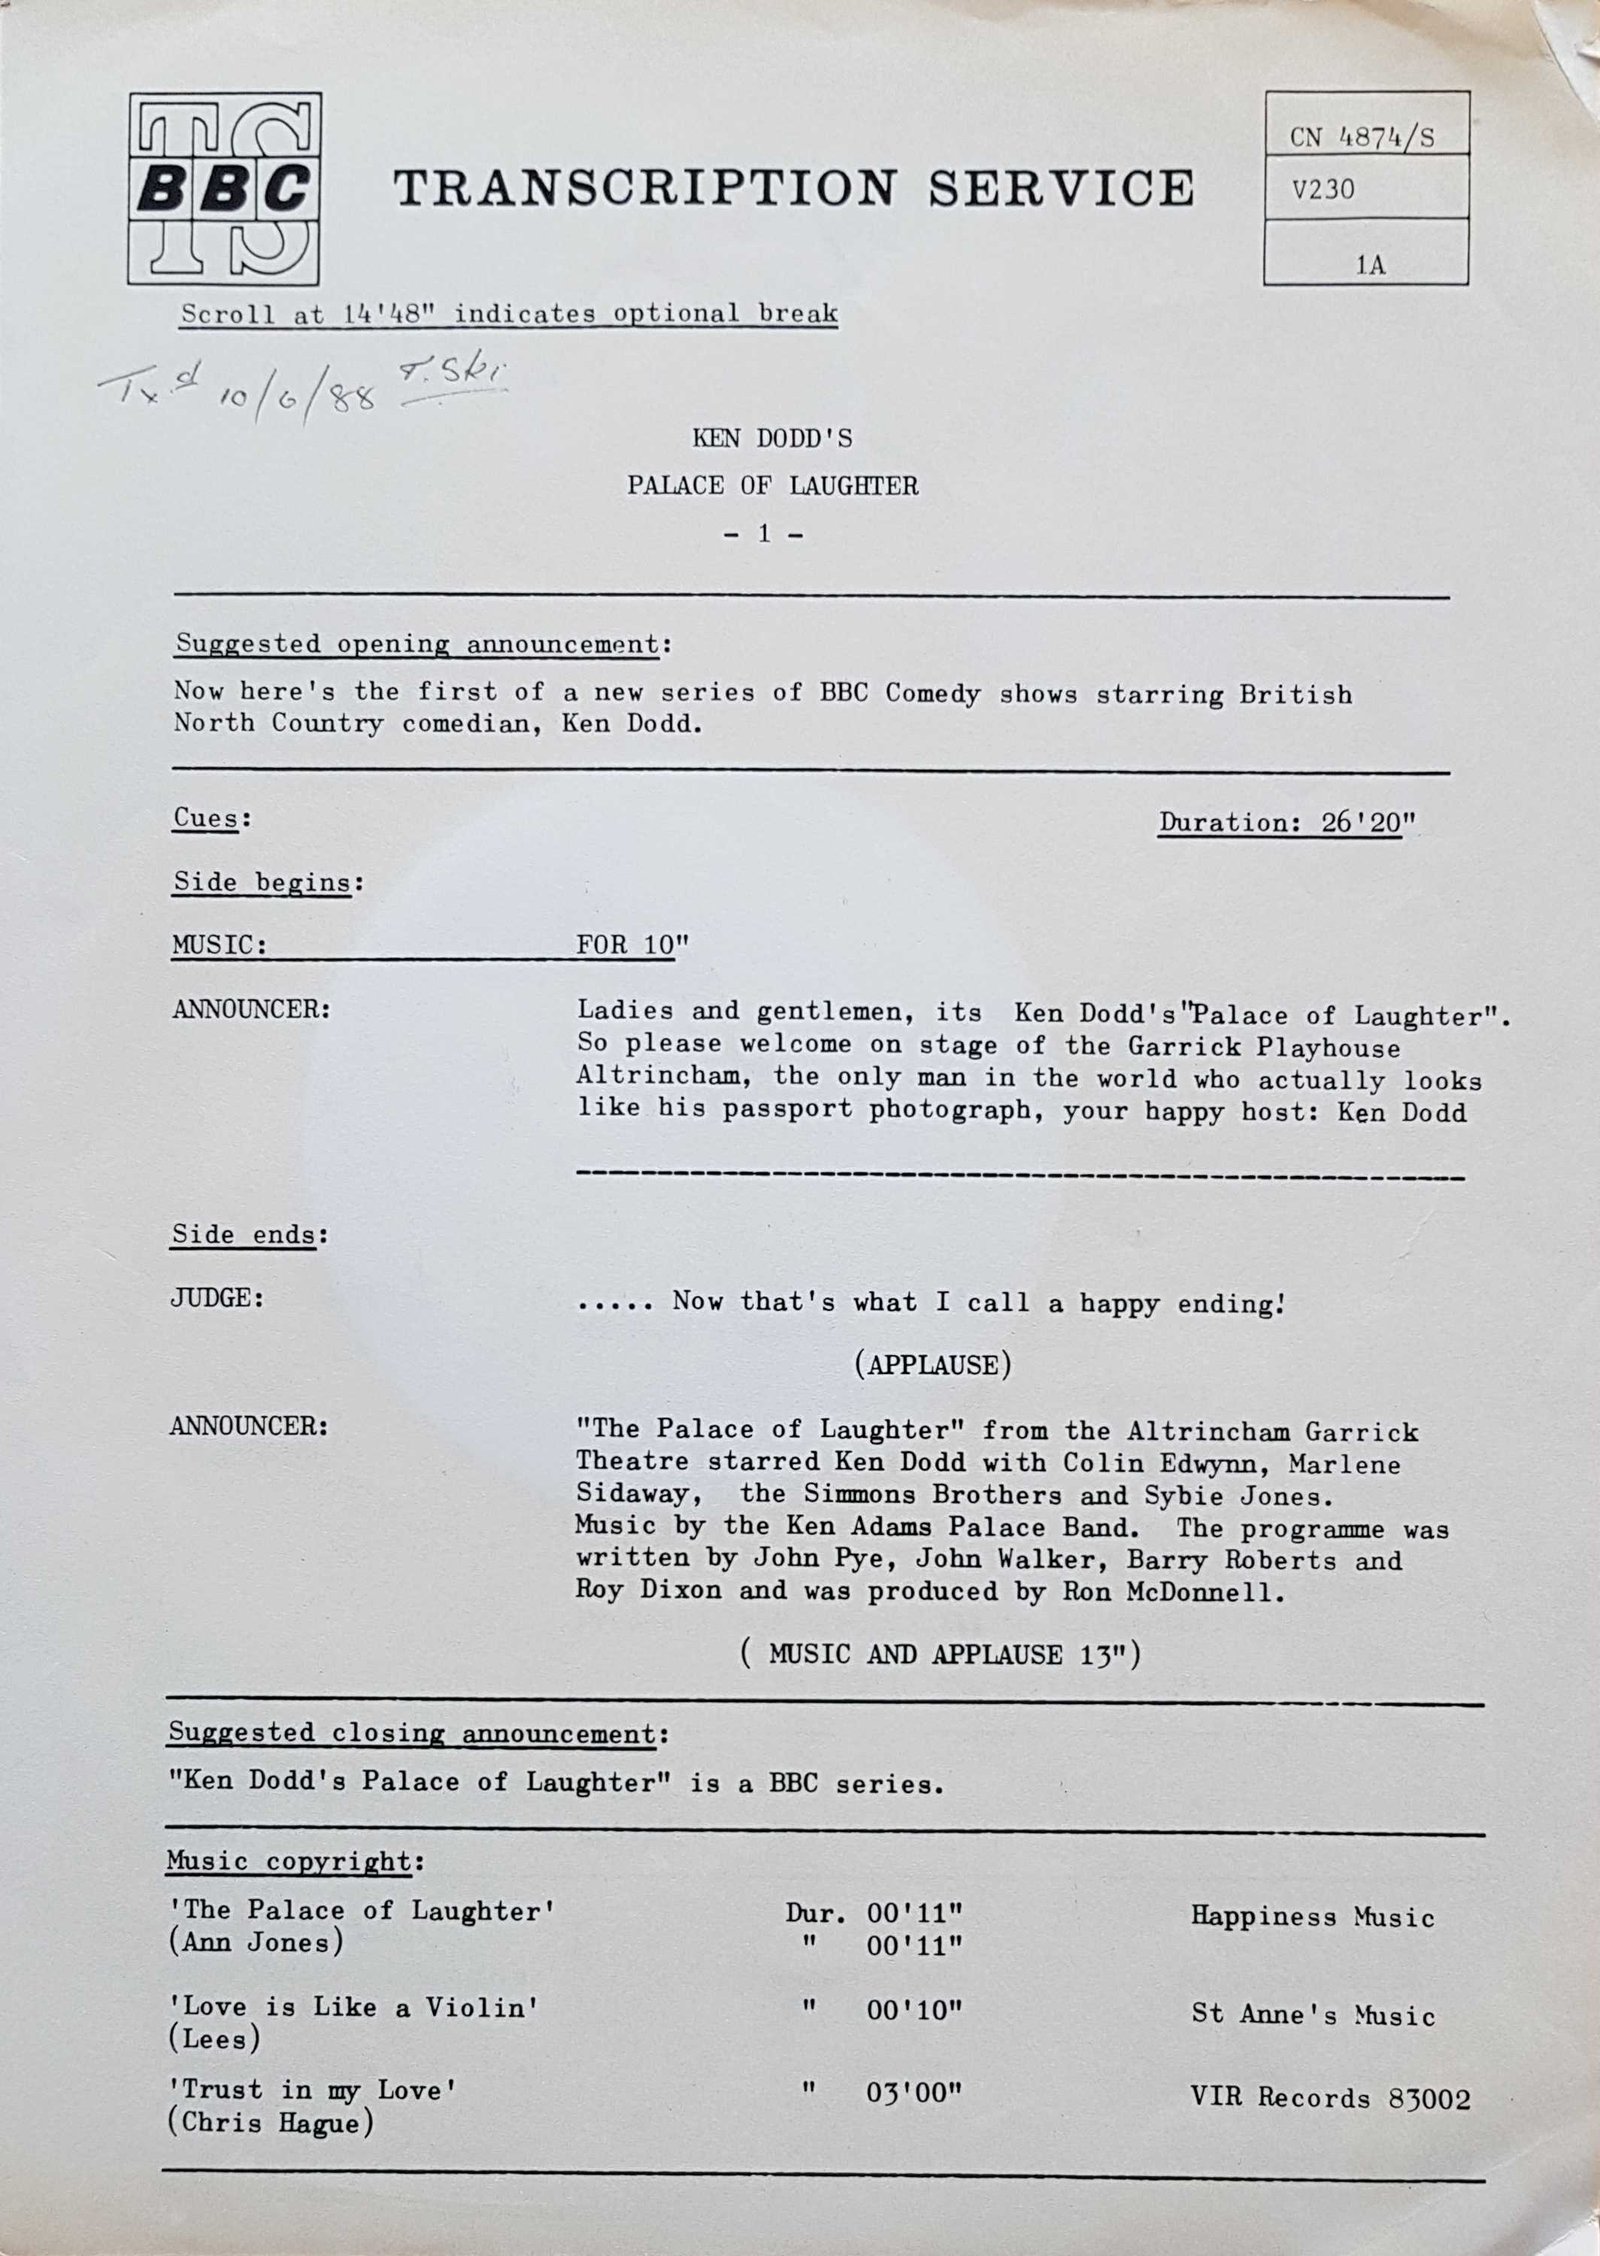 TS
BBC
TS
TRANSCRIPTION SERVICE
CN 4874/S
V230
1A
Scroll at 14'48" indicates optional break
Txd 10/6/88 T. Ski
KEN DODD'S
PALACE OF LAUGHTER
- 1 -
Suggested opening announcement:
Now here's the first of a new series of BBC Comedy shows starring British
North Country comedian, Ken Dodd.
Cues:
Duration: 26'20"
Side begins:
MUSIC: FOR 10"
ANNOUNCER: Ladies and gentlemen, its Ken Dodd's"Palace of Laughter".
So please welcome on stage of the Garrick Playhouse
Altrincham, the only man in the world who actually looks
like his passport photograph, your happy host: Ken Dodd
Side ends:
JUDGE: ..... Now that's what I call a happy ending!
(APPLAUSE)
ANNOUNCER: "The Palace of Laughter" from the Altrincham Garrick
Theatre starred Ken Dodd with Colin Edwynn, Marlene
Sidaway, the Simmons Brothers and Sybie Jones.
Music by the Ken Adams Palace Band. The programme was
written by John Pye, John Walker, Barry Roberts and
Roy Dixon and was produced by Ron McDonnell.
( MUSIC AND APPLAUSE 13")
Suggested closing announcement:
"Ken Dodd's Palace of Laughter" is a BBC series.
Music copyright:
'The Palace of Laughter' Dur. 00'11" Happiness Music
(Ann Jones) " 00'11"
'Love is Like a Violin' " 00'10" St Anne's Music
(Lees)
'Trust in my Love' " 03'00" VIR Records 83002
(Chris Hague)